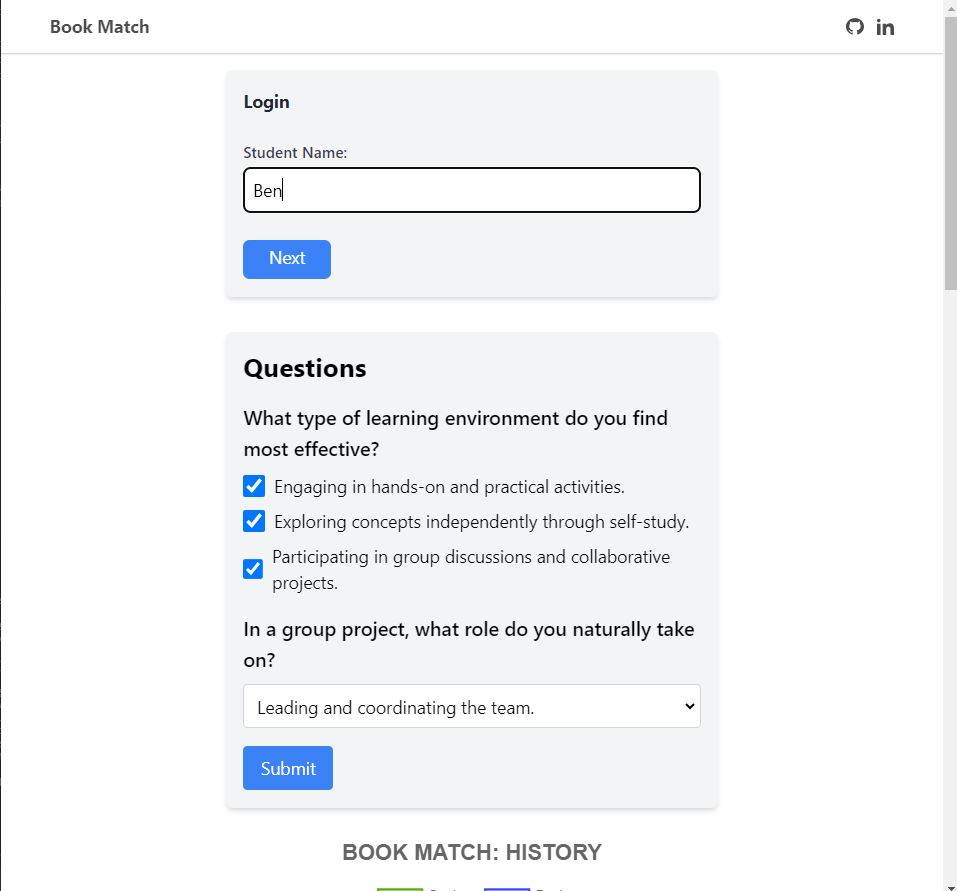 Book Match
Login
Student Name:
Ben
Next
Questions
What type of learning environment do you find
most effective?
Engaging in hands-on and practical activities.
Exploring concepts independently through self-study.
Participating in group discussions and collaborative
projects.
In a group project, what role do you naturally take
on?
Leading and coordinating the team.
Submit
BOOK MATCH: HISTORY